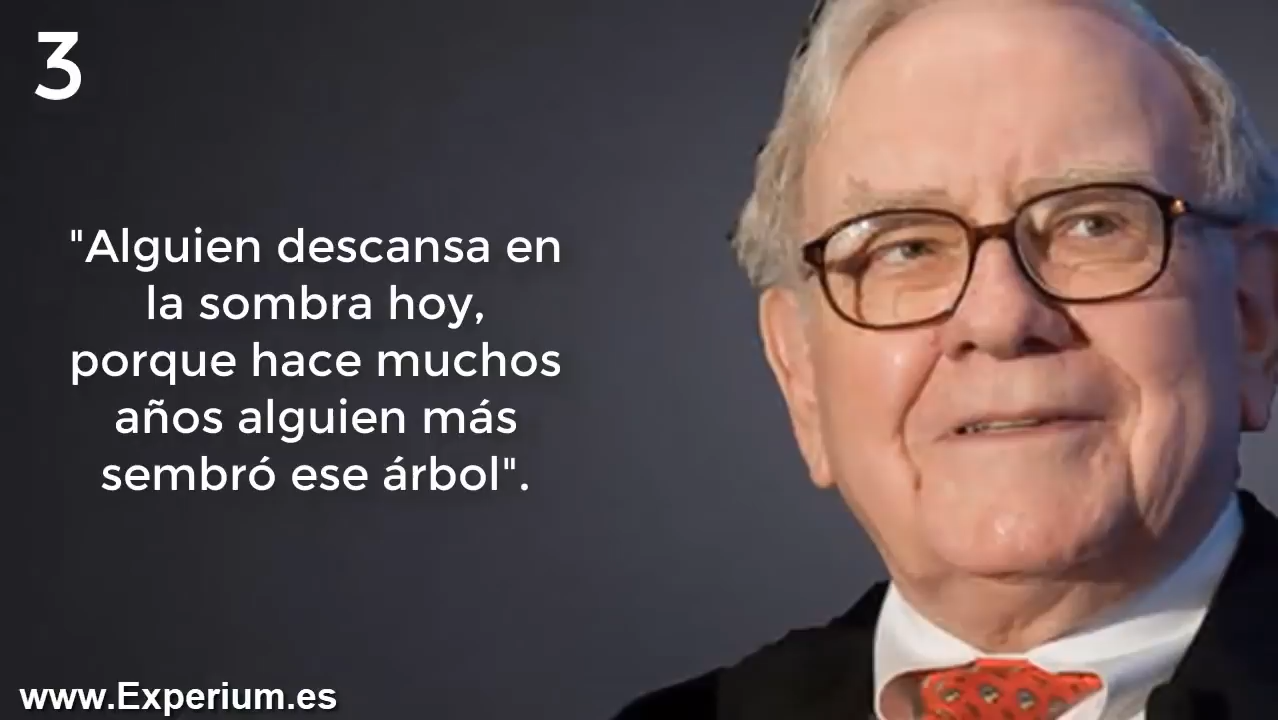 3
"Alguien descansa en
la sombra hoy,
porque hace muchos
años alguien más
sembró ese árbol".
www.Experium.es